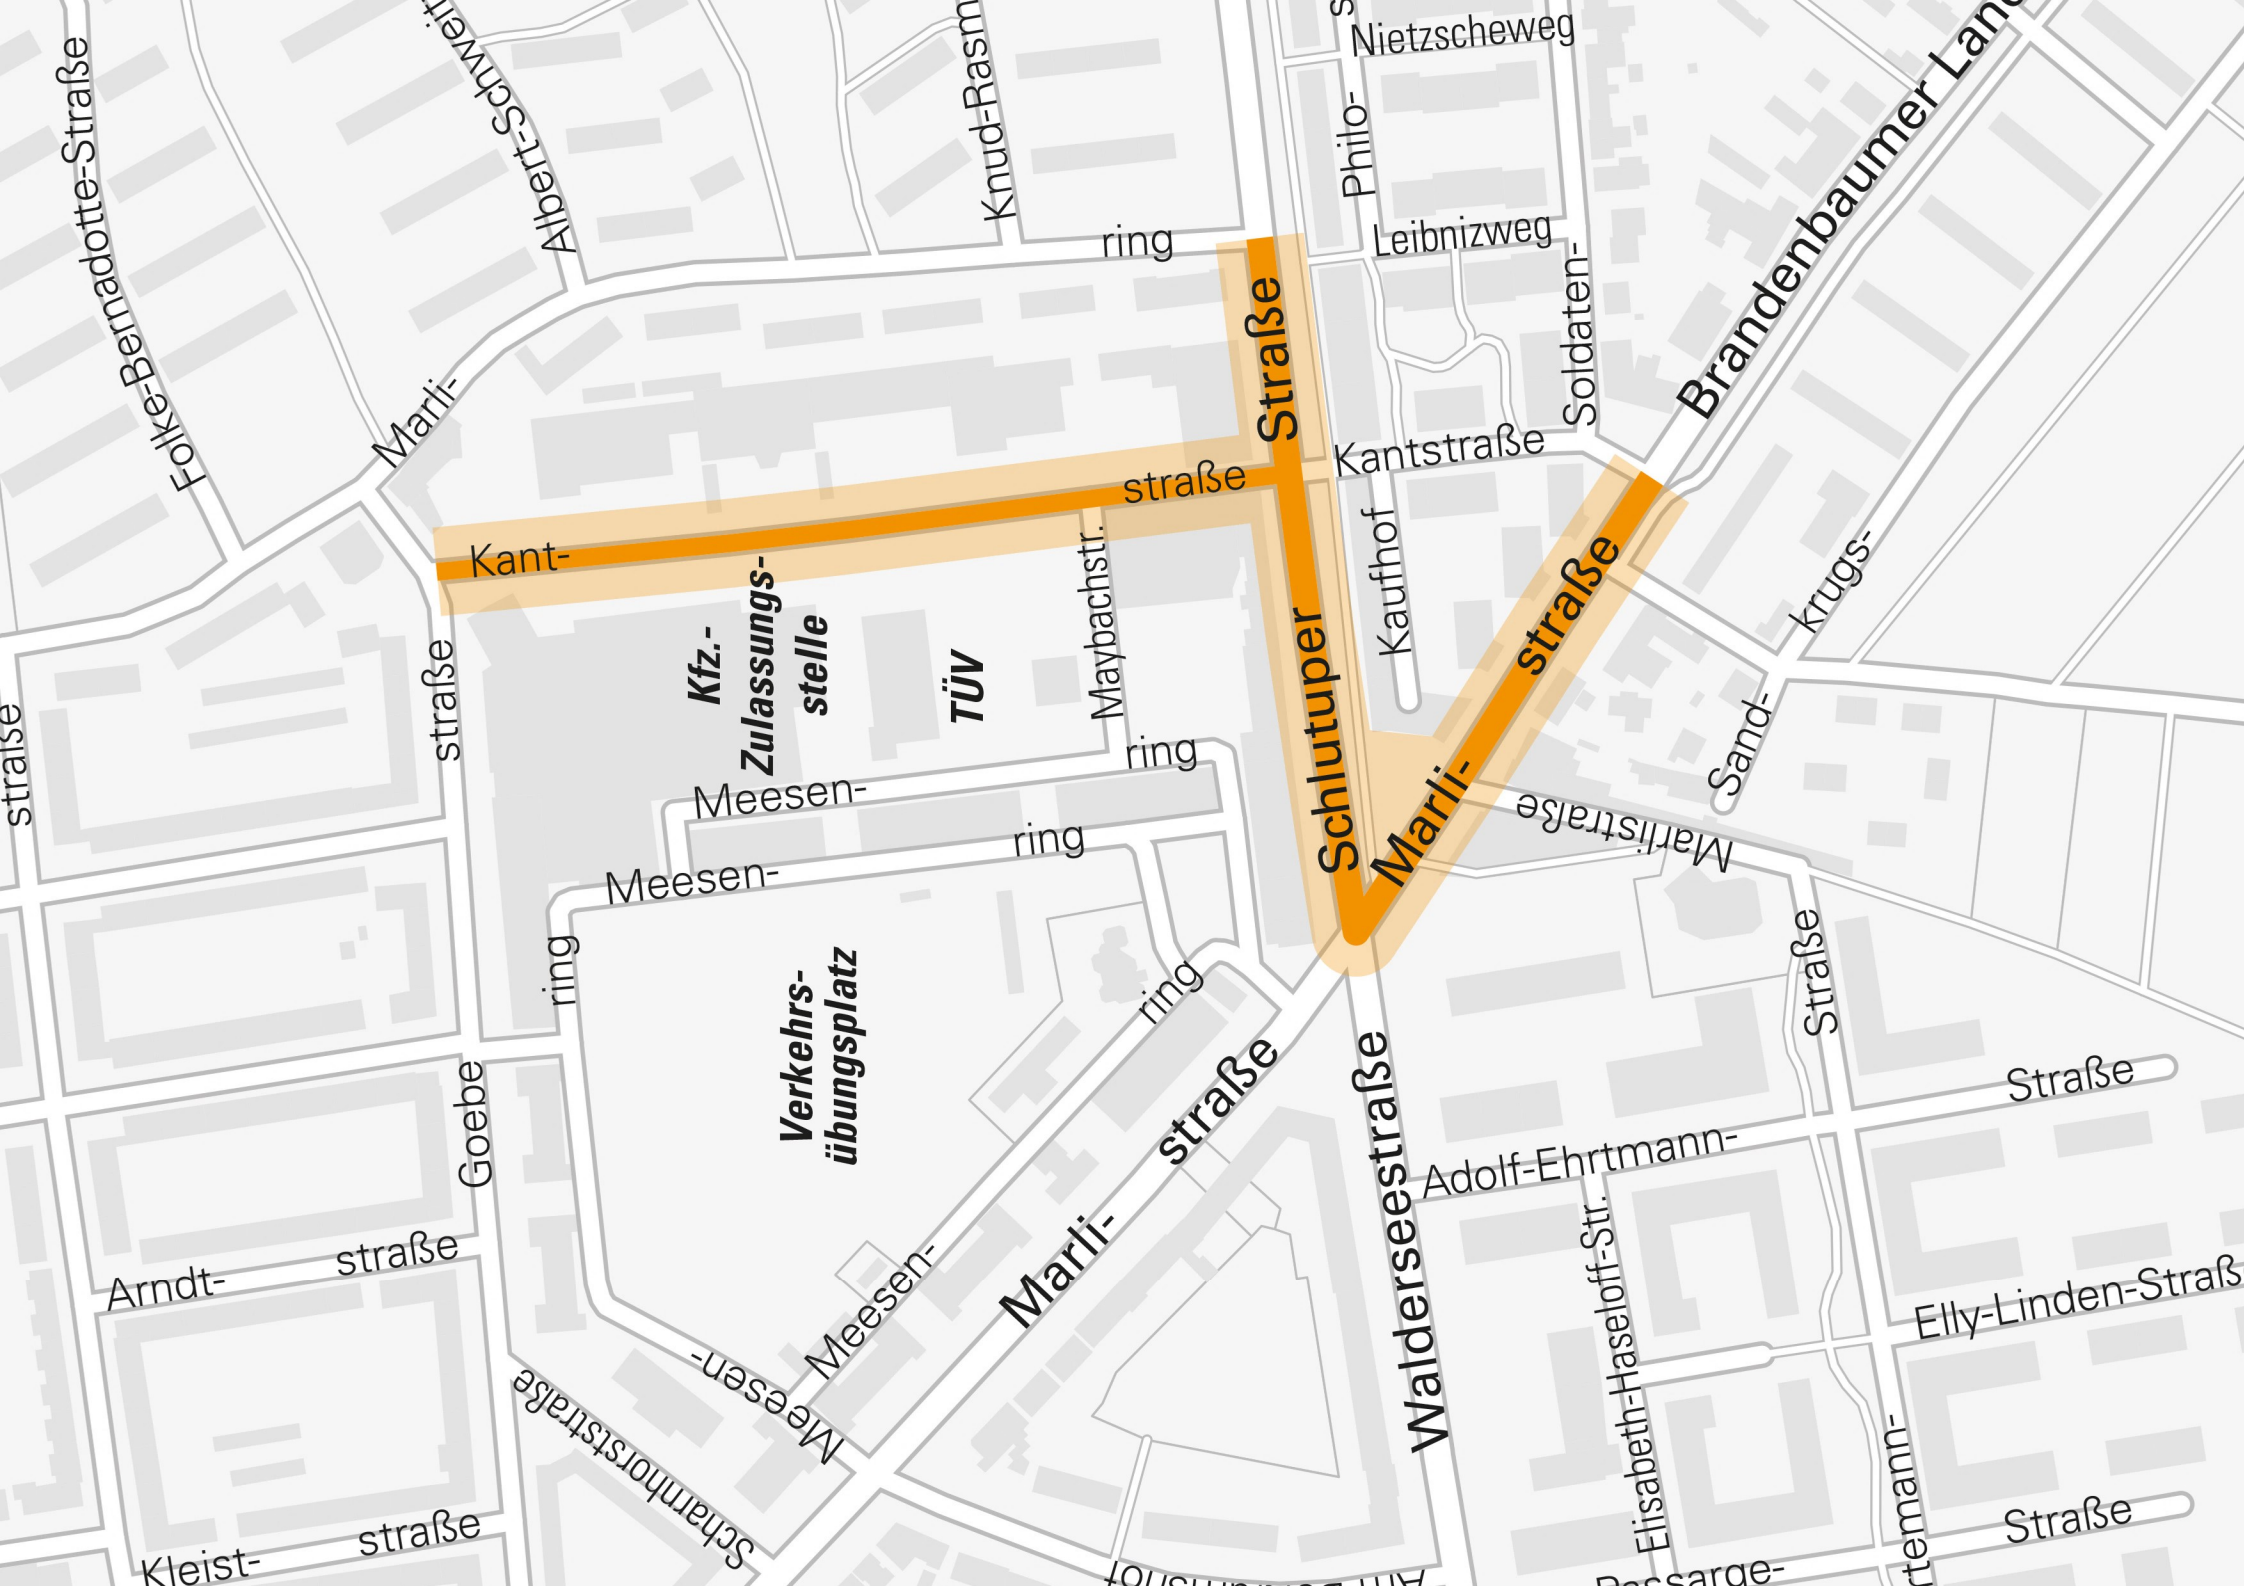 Nietzscheweg
Folke-Bernadotte-Straße
Albert-Schweit
Knud-Rasm
Philo-
s
Brandenbaumer Land
ring
Leibnizweg
Soldaten-
Marli-
Straße
Kantstraße
straße
Kant-
Kaufhof
Maybachstr.
straße
krugs-
Kfz.-
Zulassungs-
stelle
TÜV
straße
straße
Schlutuper
Marli-
Sand-
Marlistraße
ring
Meesen-
ring
Meesen-
ring
Verkehrs-
übungsplatz
ring
Straße
straße
Marli-
Walderseestraße
Goebe
Straße
Adolf-Ehrtmann-
Elisabeth-Haseloff-Str.
Elly-Linden-Straß
straße
Arndt-
Meesen-
Meesen-
Scharnhorststraße
straße
Kleist-
Straße